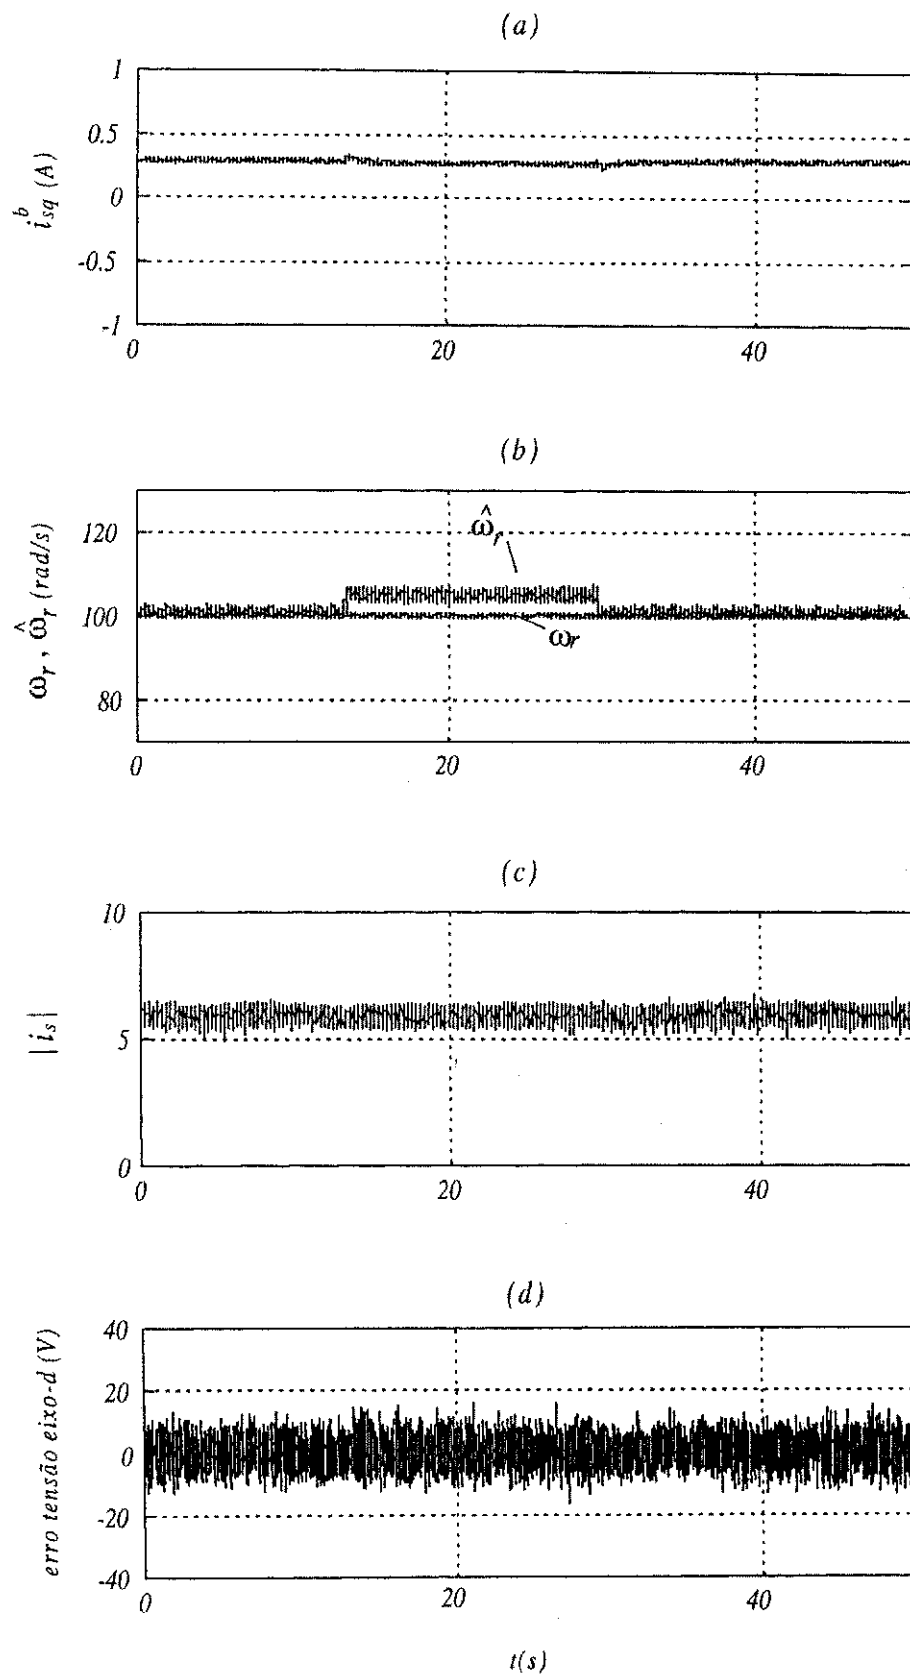 (a)
1
0.5
0
-0.5
-1
i_sq^b (A)
0 20 40
(b)
120
100
80
ω_r , ω̂_r (rad/s)
ω̂_r
ω_r
0 20 40
(c)
10
5
0
|i_s|
0 20 40
(d)
40
20
0
-20
-40
erro tensão eixo-d (V)
0 20 40
t(s)